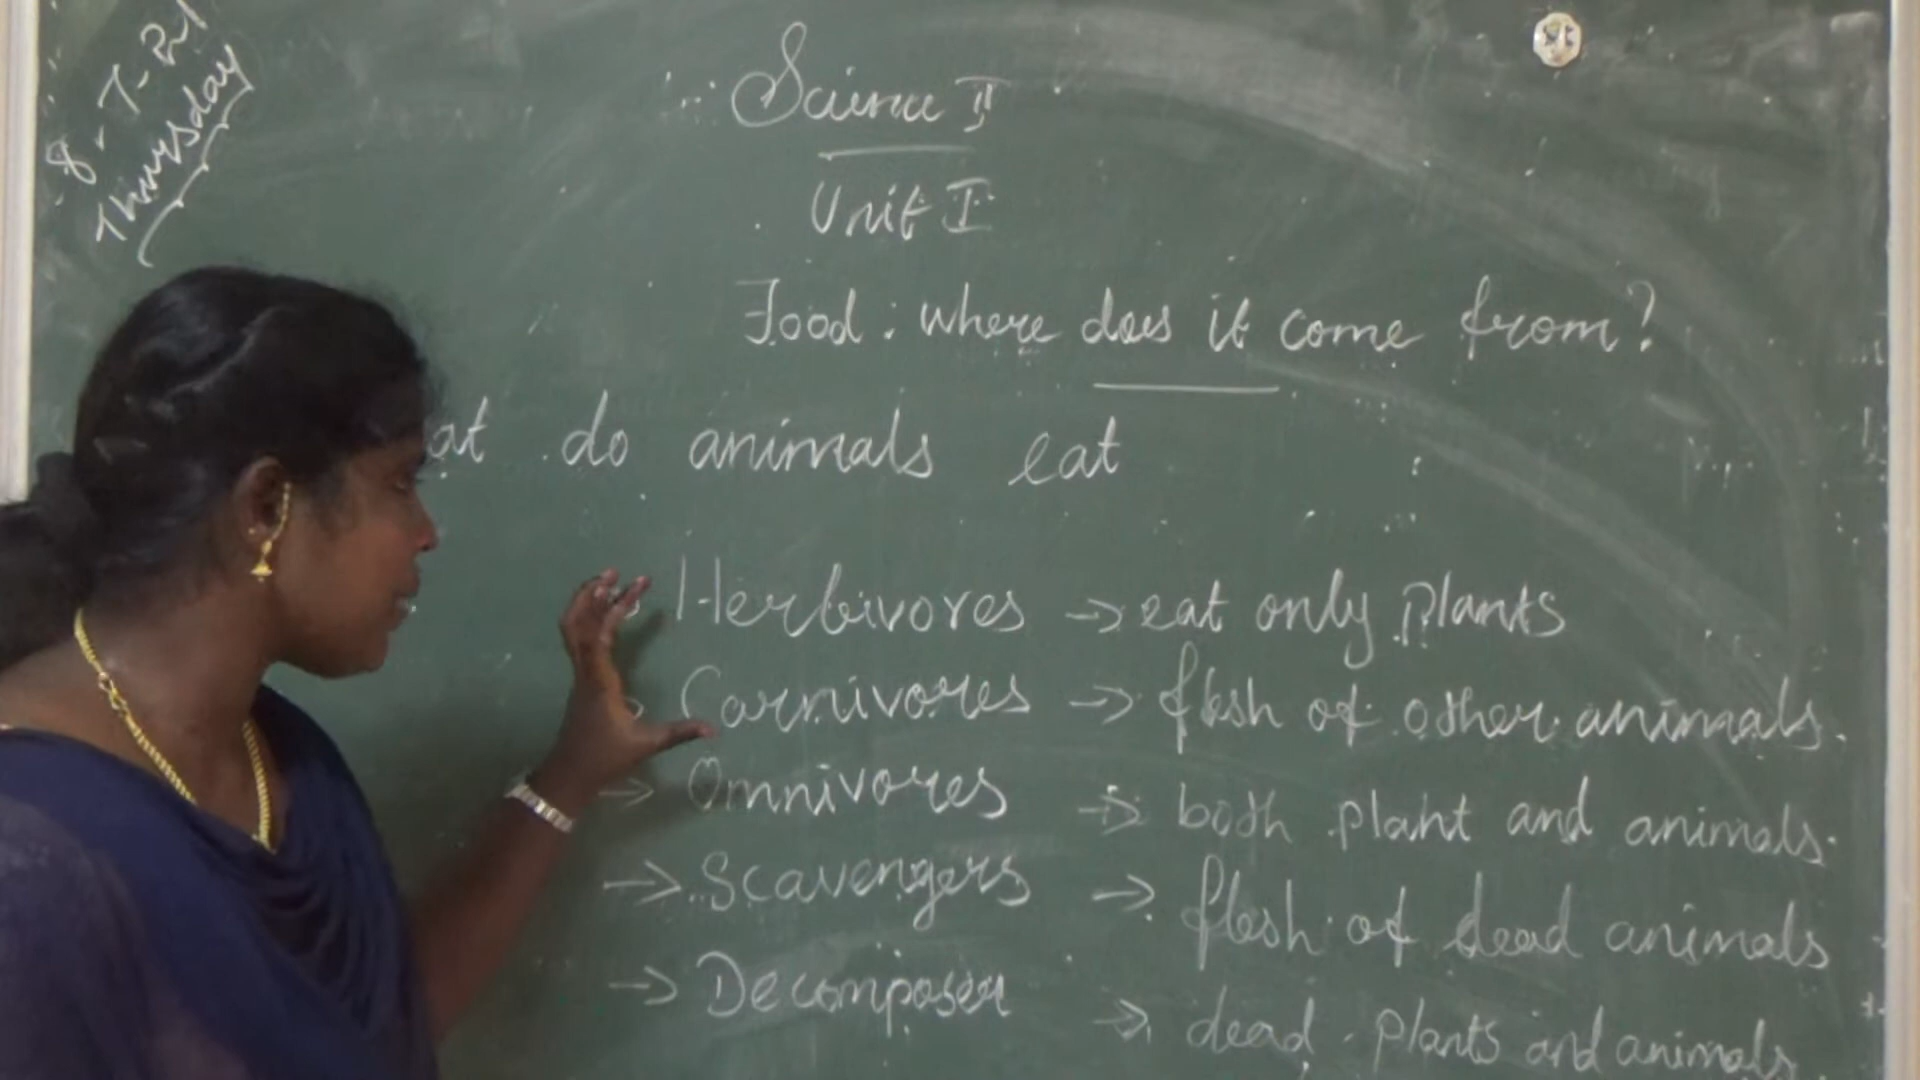 8-7-21
Thursday
Science II
Unit I
Food : where does it come from?
at do animals eat
Herbivores → eat only plants
Carnivores → flesh of other animals.
→ Omnivores → both plant and animals.
→ Scavengers → flesh of dead animals
→ Decomposer → dead plants and animals.